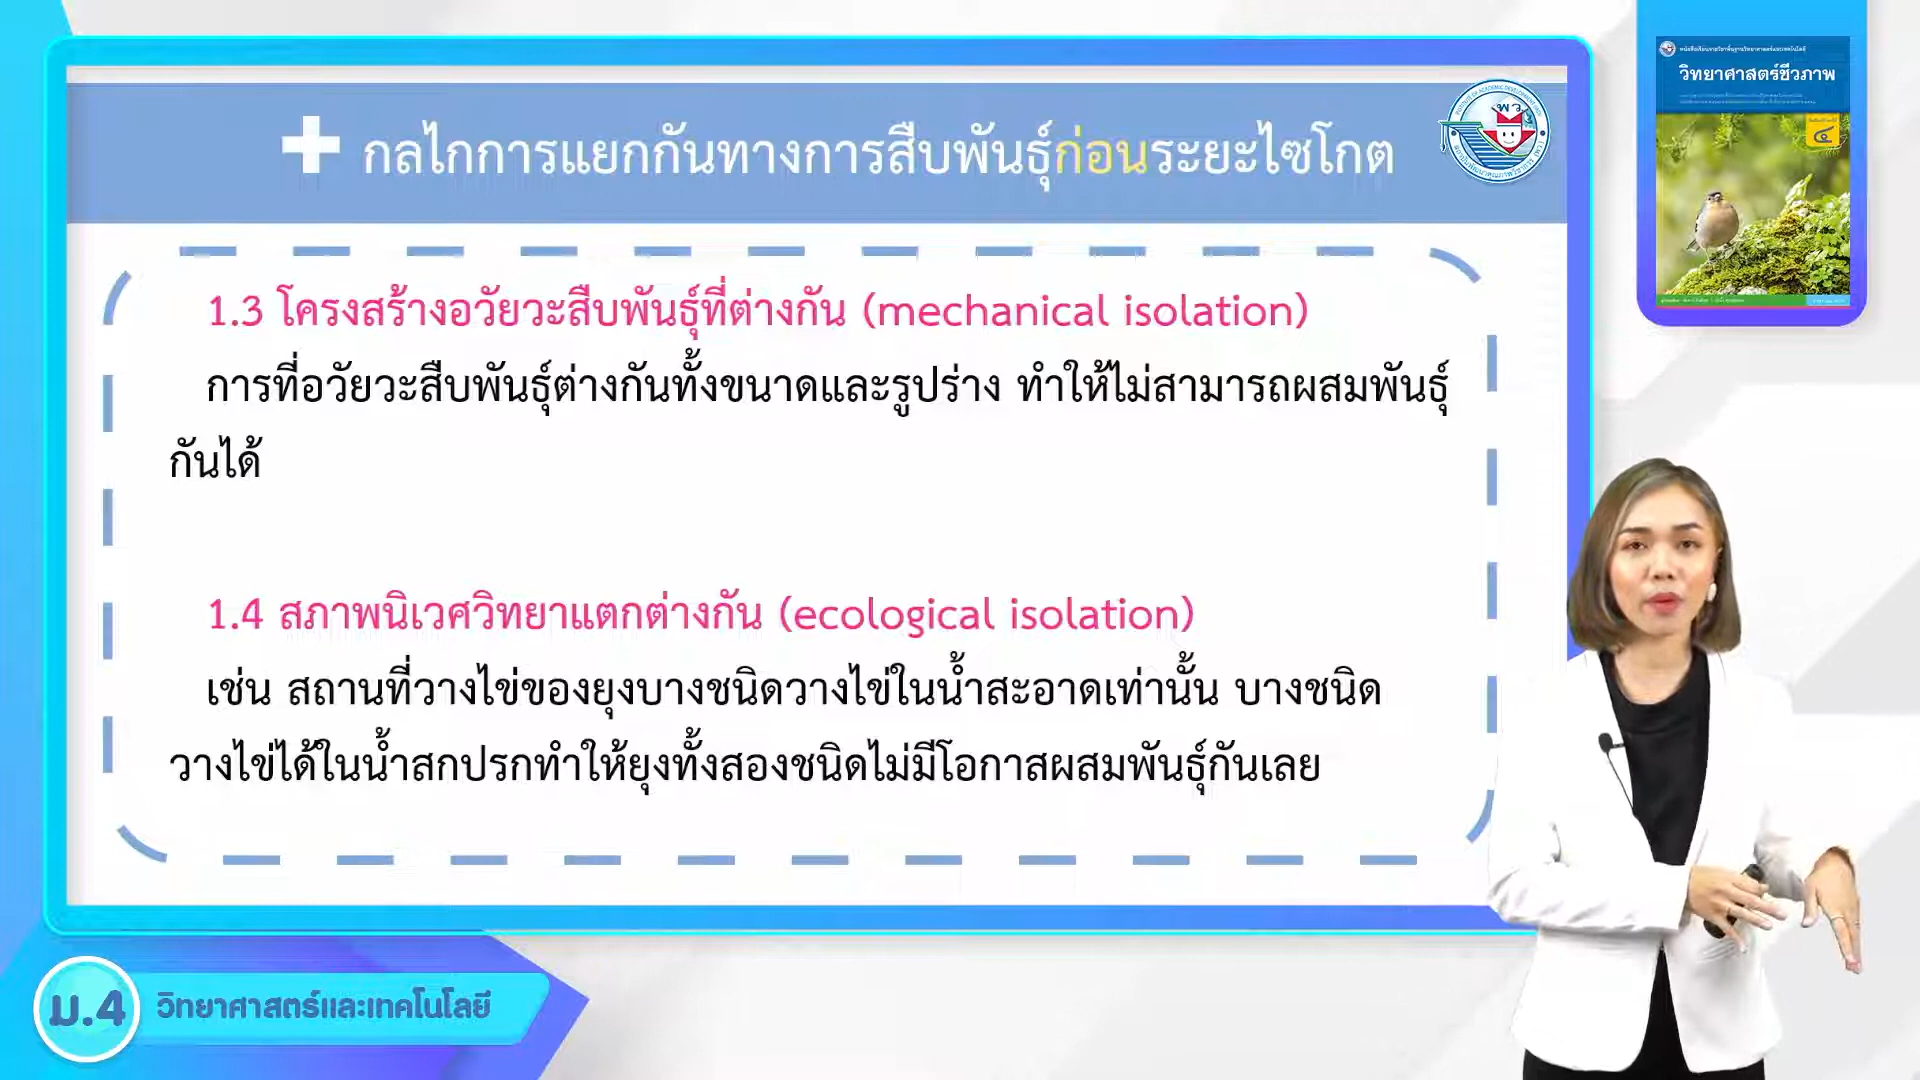 กลไกการแยกกันทางการสืบพันธุ์ก่อนระยะไซโกต
1.3 โครงสร้างอวัยวะสืบพันธุ์ที่ต่างกัน (mechanical isolation)
การที่อวัยวะสืบพันธุ์ต่างกันทั้งขนาดและรูปร่าง ทำให้ไม่สามารถผสมพันธุ์
กันได้
1.4 สภาพนิเวศวิทยาแตกต่างกัน (ecological isolation)
เช่น สถานที่วางไข่ของยุงบางชนิดวางไข่ในน้ำสะอาดเท่านั้น บางชนิด
วางไข่ได้ในน้ำสกปรกทำให้ยุงทั้งสองชนิดไม่มีโอกาสผสมพันธุ์กันเลย
พว
วิทยาศาสตร์ชีวภาพ
๔
ม.4 วิทยาศาสตร์และเทคโนโลยี